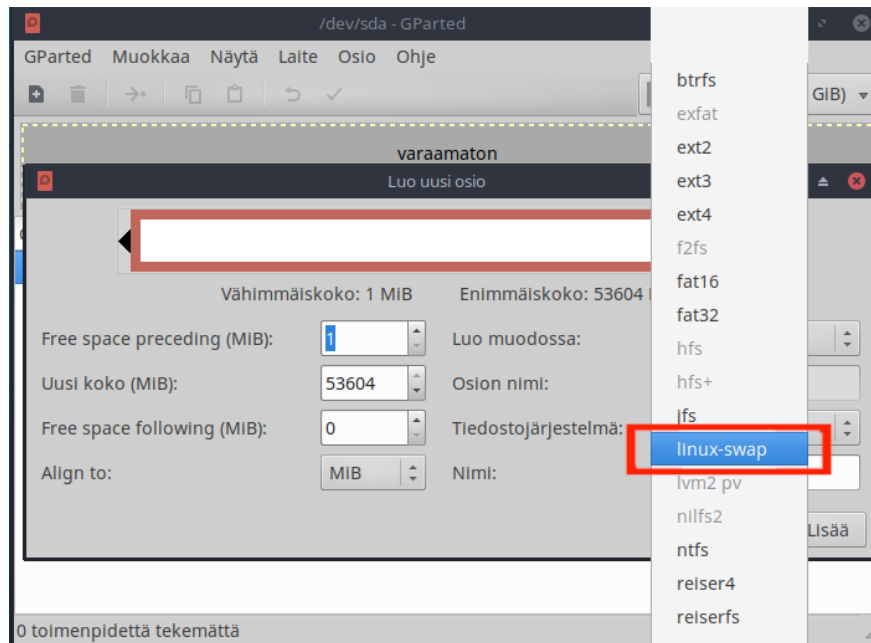 /dev/sda - GParted
GParted Muokkaa Näytä Laite Osio Ohje
GiB)
varaamaton
Luo uusi osio
Vähimmäiskoko: 1 MiB Enimmäiskoko: 53604
Free space preceding (MiB): 1 Luo muodossa:
Uusi koko (MiB): 53604 Osion nimi:
Free space following (MiB): 0 Tiedostojärjestelmä:
Align to: MiB Nimi:
Lisää
0 toimenpidettä tekemättä
btrfs
exfat
ext2
ext3
ext4
f2fs
fat16
fat32
hfs
hfs+
jfs
linux-swap
lvm2 pv
nilfs2
ntfs
reiser4
reiserfs